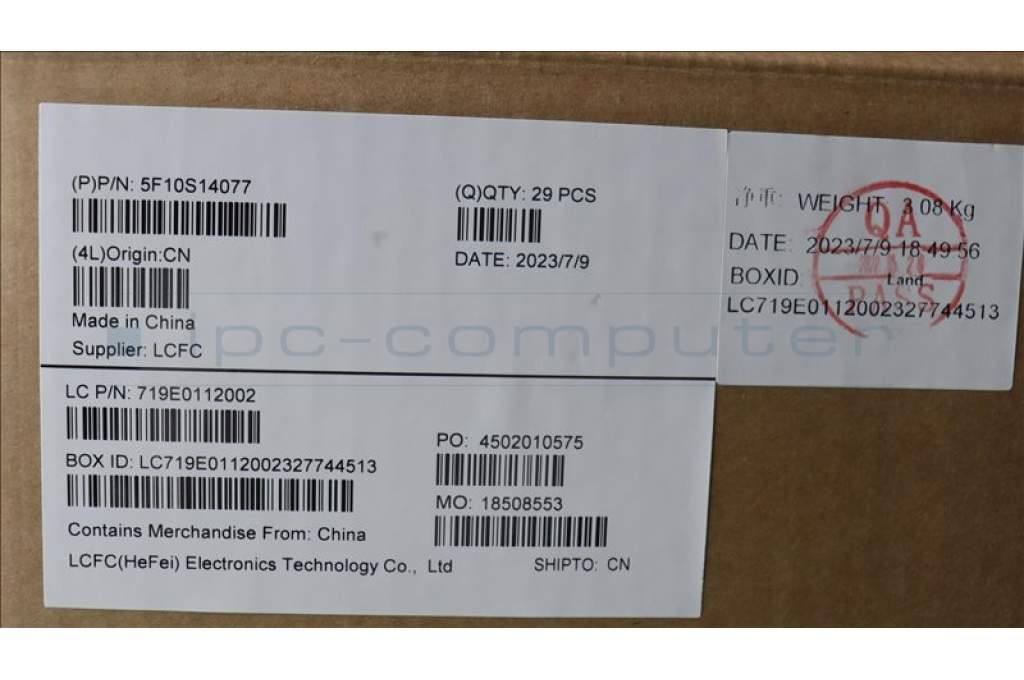 (P)P/N: 5F10S14077
(Q)QTY: 29 PCS
(4L)Origin:CN
DATE: 2023/7/9
Made in China
Supplier: LCFC
LC P/N: 719E0112002
PO: 4502010575
BOX ID: LC719E0112002327744513
MO: 18508553
Contains Merchandise From: China
LCFC(HeFei) Electronics Technology Co., Ltd
SHIPTO: CN
净重: WEIGHT 3.08 Kg
DATE: 2023/7/9 18:49:56
BOXID
LC719E0112002327744513
QA
Land
PASS
ipc-computer